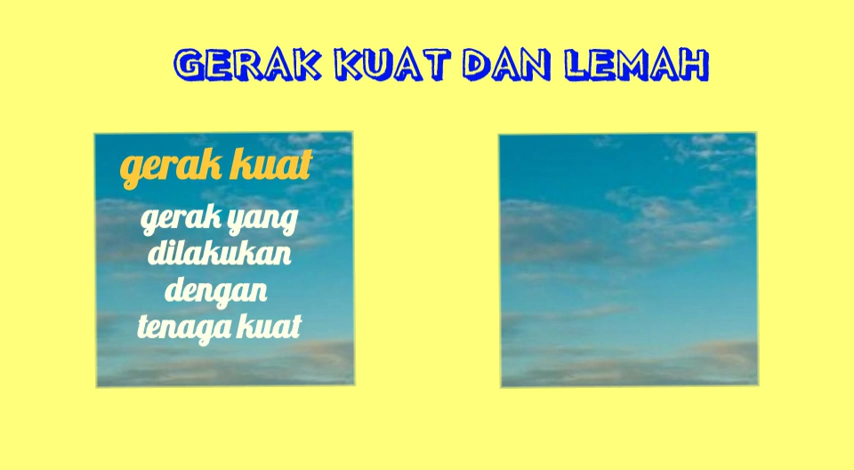 GERAK KUAT DAN LEMAH
gerak kuat
gerak yang
dilakukan
dengan
tenaga kuat